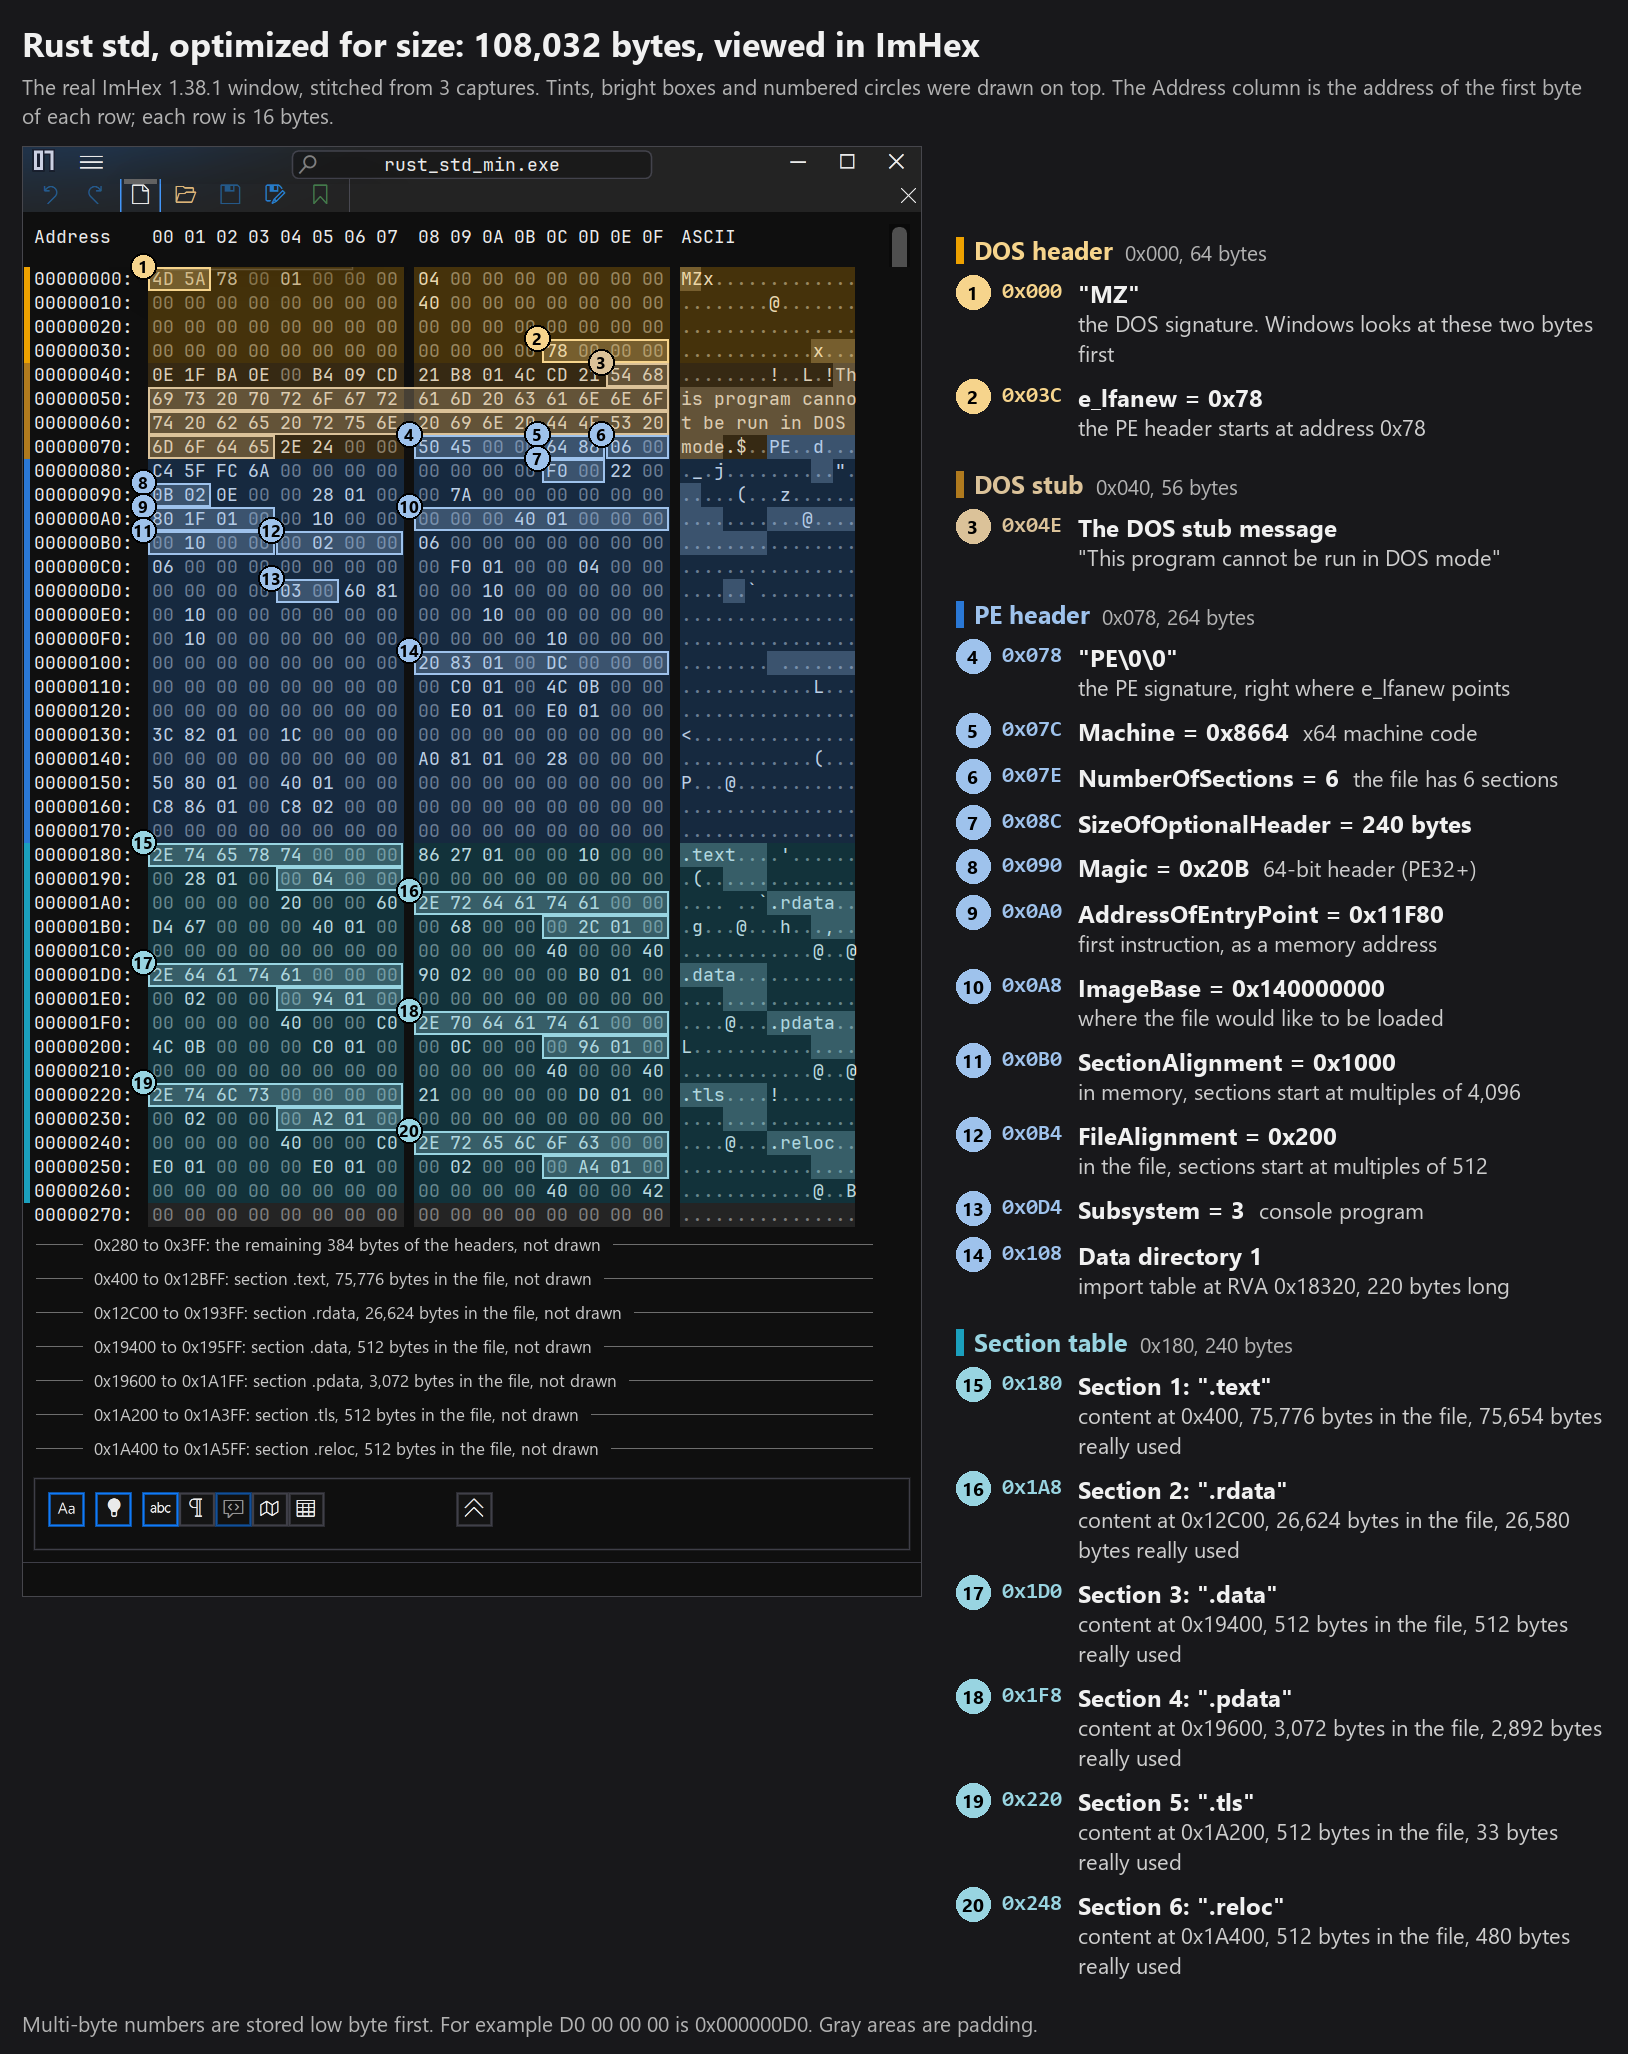 Rust std, optimized for size: 108,032 bytes, viewed in ImHex
The real ImHex 1.38.1 window, stitched from 3 captures. Tints, bright boxes and numbered circles were drawn on top. The Address column is the address of the first byte
of each row; each row is 16 bytes.
rust_std_min.exe
Address 00 01 02 03 04 05 06 07 08 09 0A 0B 0C 0D 0E 0F ASCII
1
00000000: 4D 5A 78 00 01 00 00 00 04 00 00 00 00 00 00 00 MZx.............
00000010: 00 00 00 00 00 00 00 00 40 00 00 00 00 00 00 00 ........@.......
00000020: 00 00 00 00 00 00 00 00 00 00 00 00 00 00 00 00 ................
2
00000030: 00 00 00 00 00 00 00 00 00 00 00 00 78 00 00 00 ............x...
3
00000040: 0E 1F BA 0E 00 B4 09 CD 21 B8 01 4C CD 21 54 68 ........!..L.!Th
00000050: 69 73 20 70 72 6F 67 72 61 6D 20 63 61 6E 6E 6F is program canno
00000060: 74 20 62 65 20 72 75 6E 20 69 6E 20 44 4F 53 20 t be run in DOS
4 5 6
00000070: 6D 6F 64 65 2E 24 00 00 50 45 00 00 64 86 06 00 mode.$..PE..d...
7
00000080: C4 5F FC 6A 00 00 00 00 00 00 00 00 F0 00 22 00 ._.j..........".
8
00000090: 0B 02 0E 00 00 28 01 00 00 7A 00 00 00 00 00 00 .....(...z......
9 10
000000A0: 80 1F 01 00 00 10 00 00 00 00 00 40 01 00 00 00 ...........@....
11 12
000000B0: 00 10 00 00 00 02 00 00 06 00 00 00 00 00 00 00 ................
000000C0: 06 00 00 00 00 00 00 00 00 F0 01 00 00 04 00 00 ................
13
000000D0: 00 00 00 00 03 00 60 81 00 00 10 00 00 00 00 00 ......`.........
000000E0: 00 10 00 00 00 00 00 00 00 00 10 00 00 00 00 00 ................
000000F0: 00 10 00 00 00 00 00 00 00 00 00 00 10 00 00 00 ................
14
00000100: 00 00 00 00 00 00 00 00 20 83 01 00 DC 00 00 00 ........ .......
00000110: 00 00 00 00 00 00 00 00 00 C0 01 00 4C 0B 00 00 ............L...
00000120: 00 00 00 00 00 00 00 00 00 E0 01 00 E0 01 00 00 ................
00000130: 3C 82 01 00 1C 00 00 00 00 00 00 00 00 00 00 00 <...............
00000140: 00 00 00 00 00 00 00 00 A0 81 01 00 28 00 00 00 ............(...
00000150: 50 80 01 00 40 01 00 00 00 00 00 00 00 00 00 00 P...@...........
00000160: C8 86 01 00 C8 02 00 00 00 00 00 00 00 00 00 00 ................
00000170: 00 00 00 00 00 00 00 00 00 00 00 00 00 00 00 00 ................
15
00000180: 2E 74 65 78 74 00 00 00 86 27 01 00 00 10 00 00 .text....'......
00000190: 00 28 01 00 00 04 00 00 00 00 00 00 00 00 00 00 .(..............
16
000001A0: 00 00 00 00 20 00 00 60 2E 72 64 61 74 61 00 00 .... ..`.rdata..
000001B0: D4 67 00 00 00 40 01 00 00 68 00 00 00 2C 01 00 .g...@...h...,..
000001C0: 00 00 00 00 00 00 00 00 00 00 00 00 40 00 00 40 ............@..@
17
000001D0: 2E 64 61 74 61 00 00 00 90 02 00 00 00 B0 01 00 .data...........
000001E0: 00 02 00 00 00 94 01 00 00 00 00 00 00 00 00 00 ................
18
000001F0: 00 00 00 00 40 00 00 C0 2E 70 64 61 74 61 00 00 ....@....pdata..
00000200: 4C 0B 00 00 00 C0 01 00 00 0C 00 00 00 96 01 00 L...............
00000210: 00 00 00 00 00 00 00 00 00 00 00 00 40 00 00 40 ............@..@
19
00000220: 2E 74 6C 73 00 00 00 00 21 00 00 00 00 D0 01 00 .tls....!.......
00000230: 00 02 00 00 00 A2 01 00 00 00 00 00 00 00 00 00 ................
20
00000240: 00 00 00 00 40 00 00 C0 2E 72 65 6C 6F 63 00 00 ....@....reloc..
00000250: E0 01 00 00 00 E0 01 00 00 02 00 00 00 A4 01 00 ................
00000260: 00 00 00 00 00 00 00 00 00 00 00 00 40 00 00 42 ............@..B
00000270: 00 00 00 00 00 00 00 00 00 00 00 00 00 00 00 00 ................
0x280 to 0x3FF: the remaining 384 bytes of the headers, not drawn
0x400 to 0x12BFF: section .text, 75,776 bytes in the file, not drawn
0x12C00 to 0x193FF: section .rdata, 26,624 bytes in the file, not drawn
0x19400 to 0x195FF: section .data, 512 bytes in the file, not drawn
0x19600 to 0x1A1FF: section .pdata, 3,072 bytes in the file, not drawn
0x1A200 to 0x1A3FF: section .tls, 512 bytes in the file, not drawn
0x1A400 to 0x1A5FF: section .reloc, 512 bytes in the file, not drawn
Aa abc
DOS header 0x000, 64 bytes
1 0x000 "MZ"
the DOS signature. Windows looks at these two bytes
first
2 0x03C e_lfanew = 0x78
the PE header starts at address 0x78
DOS stub 0x040, 56 bytes
3 0x04E The DOS stub message
"This program cannot be run in DOS mode"
PE header 0x078, 264 bytes
4 0x078 "PE\0\0"
the PE signature, right where e_lfanew points
5 0x07C Machine = 0x8664 x64 machine code
6 0x07E NumberOfSections = 6 the file has 6 sections
7 0x08C SizeOfOptionalHeader = 240 bytes
8 0x090 Magic = 0x20B 64-bit header (PE32+)
9 0x0A0 AddressOfEntryPoint = 0x11F80
first instruction, as a memory address
10 0x0A8 ImageBase = 0x140000000
where the file would like to be loaded
11 0x0B0 SectionAlignment = 0x1000
in memory, sections start at multiples of 4,096
12 0x0B4 FileAlignment = 0x200
in the file, sections start at multiples of 512
13 0x0D4 Subsystem = 3 console program
14 0x108 Data directory 1
import table at RVA 0x18320, 220 bytes long
Section table 0x180, 240 bytes
15 0x180 Section 1: ".text"
content at 0x400, 75,776 bytes in the file, 75,654 bytes
really used
16 0x1A8 Section 2: ".rdata"
content at 0x12C00, 26,624 bytes in the file, 26,580
bytes really used
17 0x1D0 Section 3: ".data"
content at 0x19400, 512 bytes in the file, 512 bytes
really used
18 0x1F8 Section 4: ".pdata"
content at 0x19600, 3,072 bytes in the file, 2,892 bytes
really used
19 0x220 Section 5: ".tls"
content at 0x1A200, 512 bytes in the file, 33 bytes
really used
20 0x248 Section 6: ".reloc"
content at 0x1A400, 512 bytes in the file, 480 bytes
really used
Multi-byte numbers are stored low byte first. For example D0 00 00 00 is 0x000000D0. Gray areas are padding.